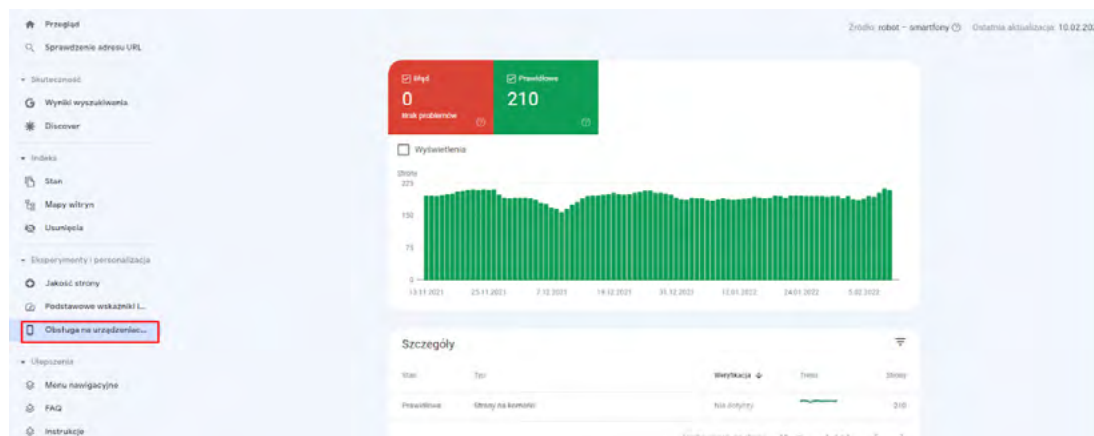 Przegląd
Sprawdzenie adresu URL
Skuteczność
Wyniki wyszukiwania
Discover
Indeks
Stan
Mapy witryn
Usunięcia
Eksperymenty i personalizacja
Jakość strony
Podstawowe wskaźniki i...
Obsługa na urządzeniac...
Ulepszenia
Menu nawigacyjne
FAQ
Instrukcje
Źródło: robot – smartfony
Ostatnia aktualizacja: 10.02.202
Błąd
0
Brak problemów
Prawidłowe
210
Wyświetlenia
Strony
225
150
75
0
13.11.2021 25.11.2021 7.12.2021 19.12.2021 31.12.2021 12.01.2022 24.01.2022 5.02.2022
Szczegóły
Stan Typ Weryfikacja Trend Strony
Prawidłowe Strony na komórki Nie dotyczy 210